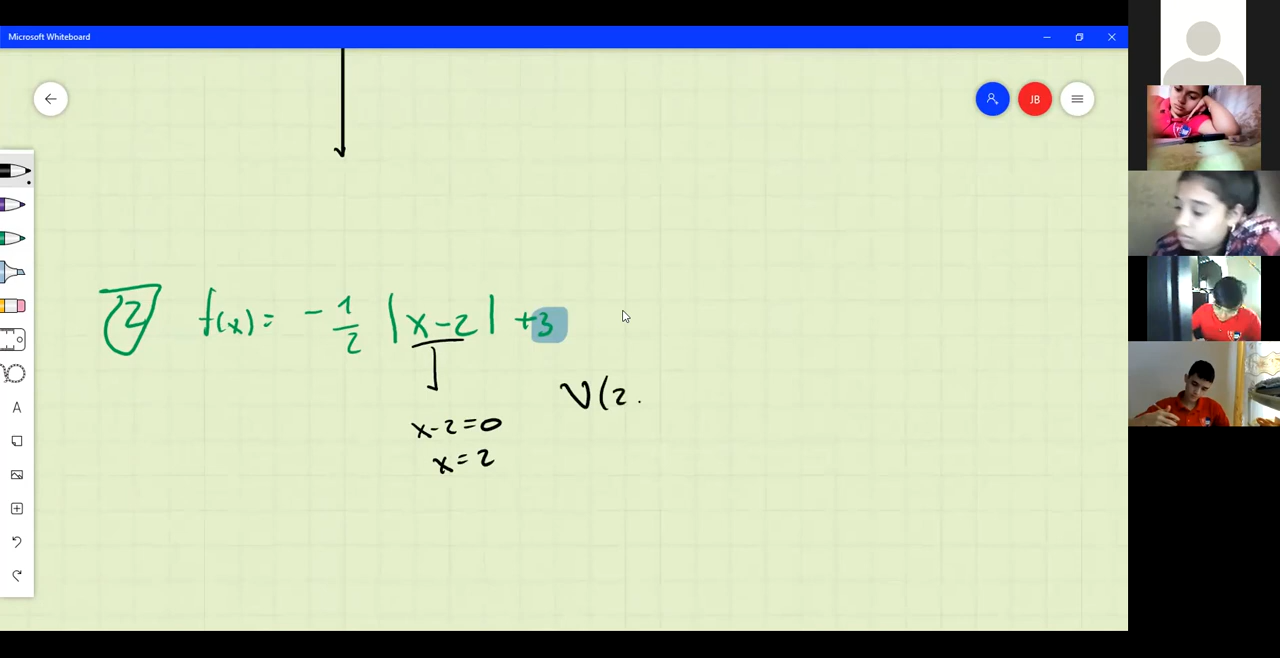 Microsoft Whiteboard
JB
② f(x) = - 1/2 |x-2| +3
V(2.
x-2=0
x=2
A